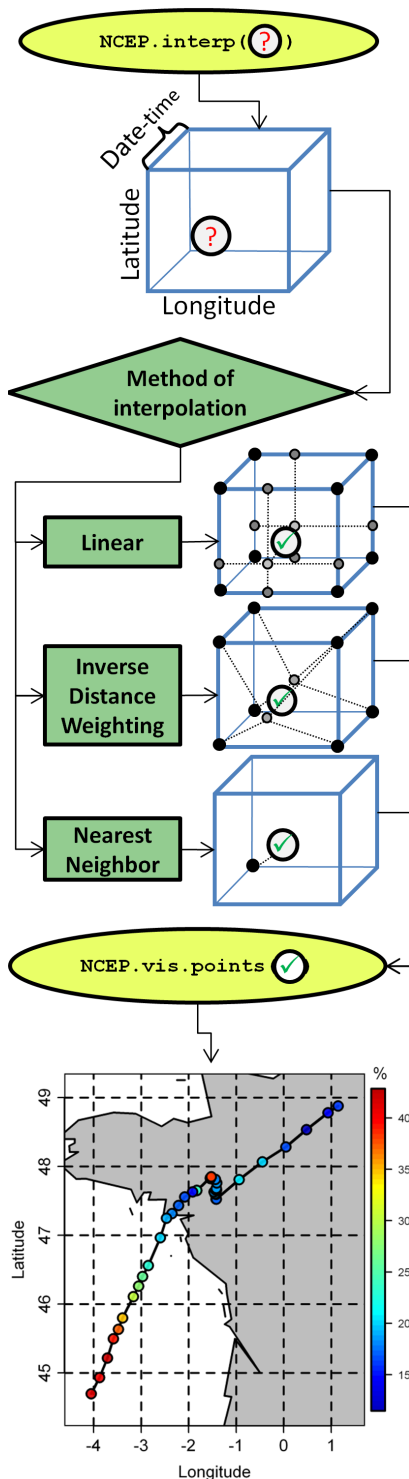 NCEP.interp(?)
Date-time
Latitude
?
Longitude
Method of
interpolation
Linear
Inverse
Distance
Weighting
Nearest
Neighbor
NCEP.vis.points(✓)
%
49
48
47
46
45
Latitude
40
35
30
25
20
15
-4 -3 -2 -1 0 1
Longitude